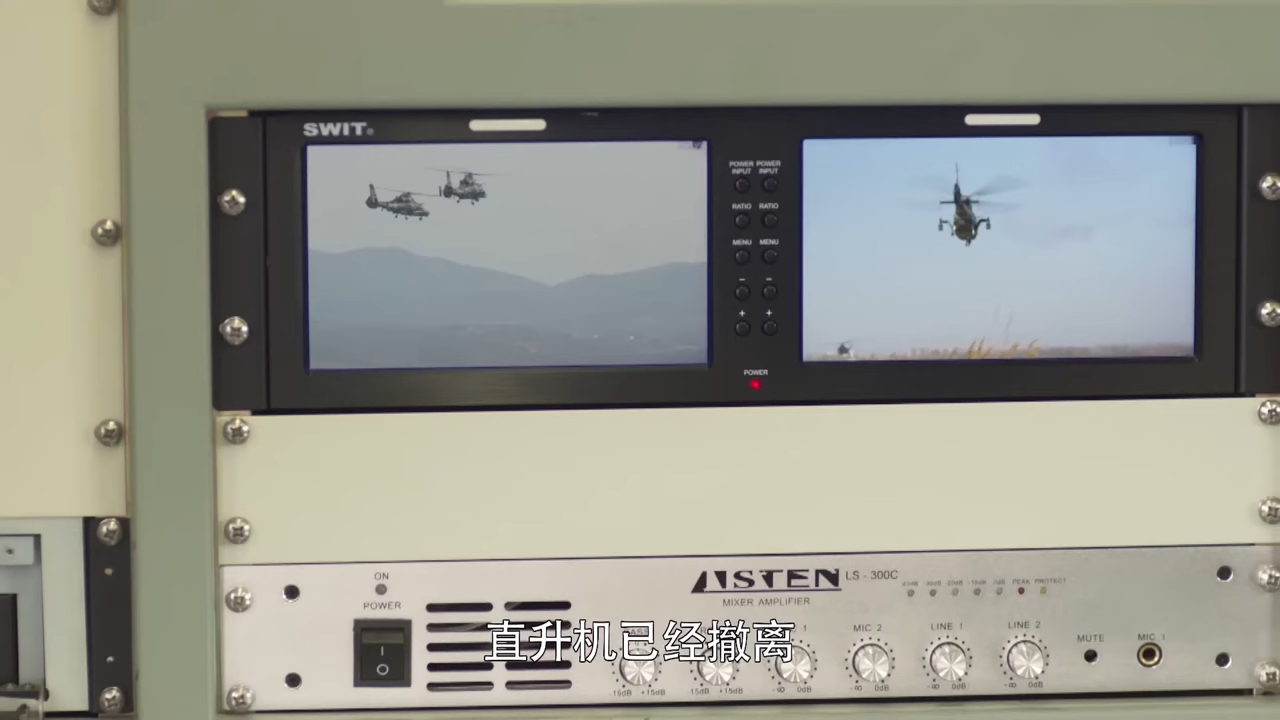 SWIT
POWER INPUT POWER INPUT
RATIO RATIO
MENU MENU
− −
+ +
POWER
ON
POWER
I
O
LS-300C
MIXER AMPLIFIER
PEAK PROTECT
MIC 2
LINE 1
LINE 2
MUTE
MIC 1
-15dB +15dB
15dB +15dB
-∞ 0dB
-∞ 0dB
-∞ 0dB
-∞ 0dB
直升机已经撤离